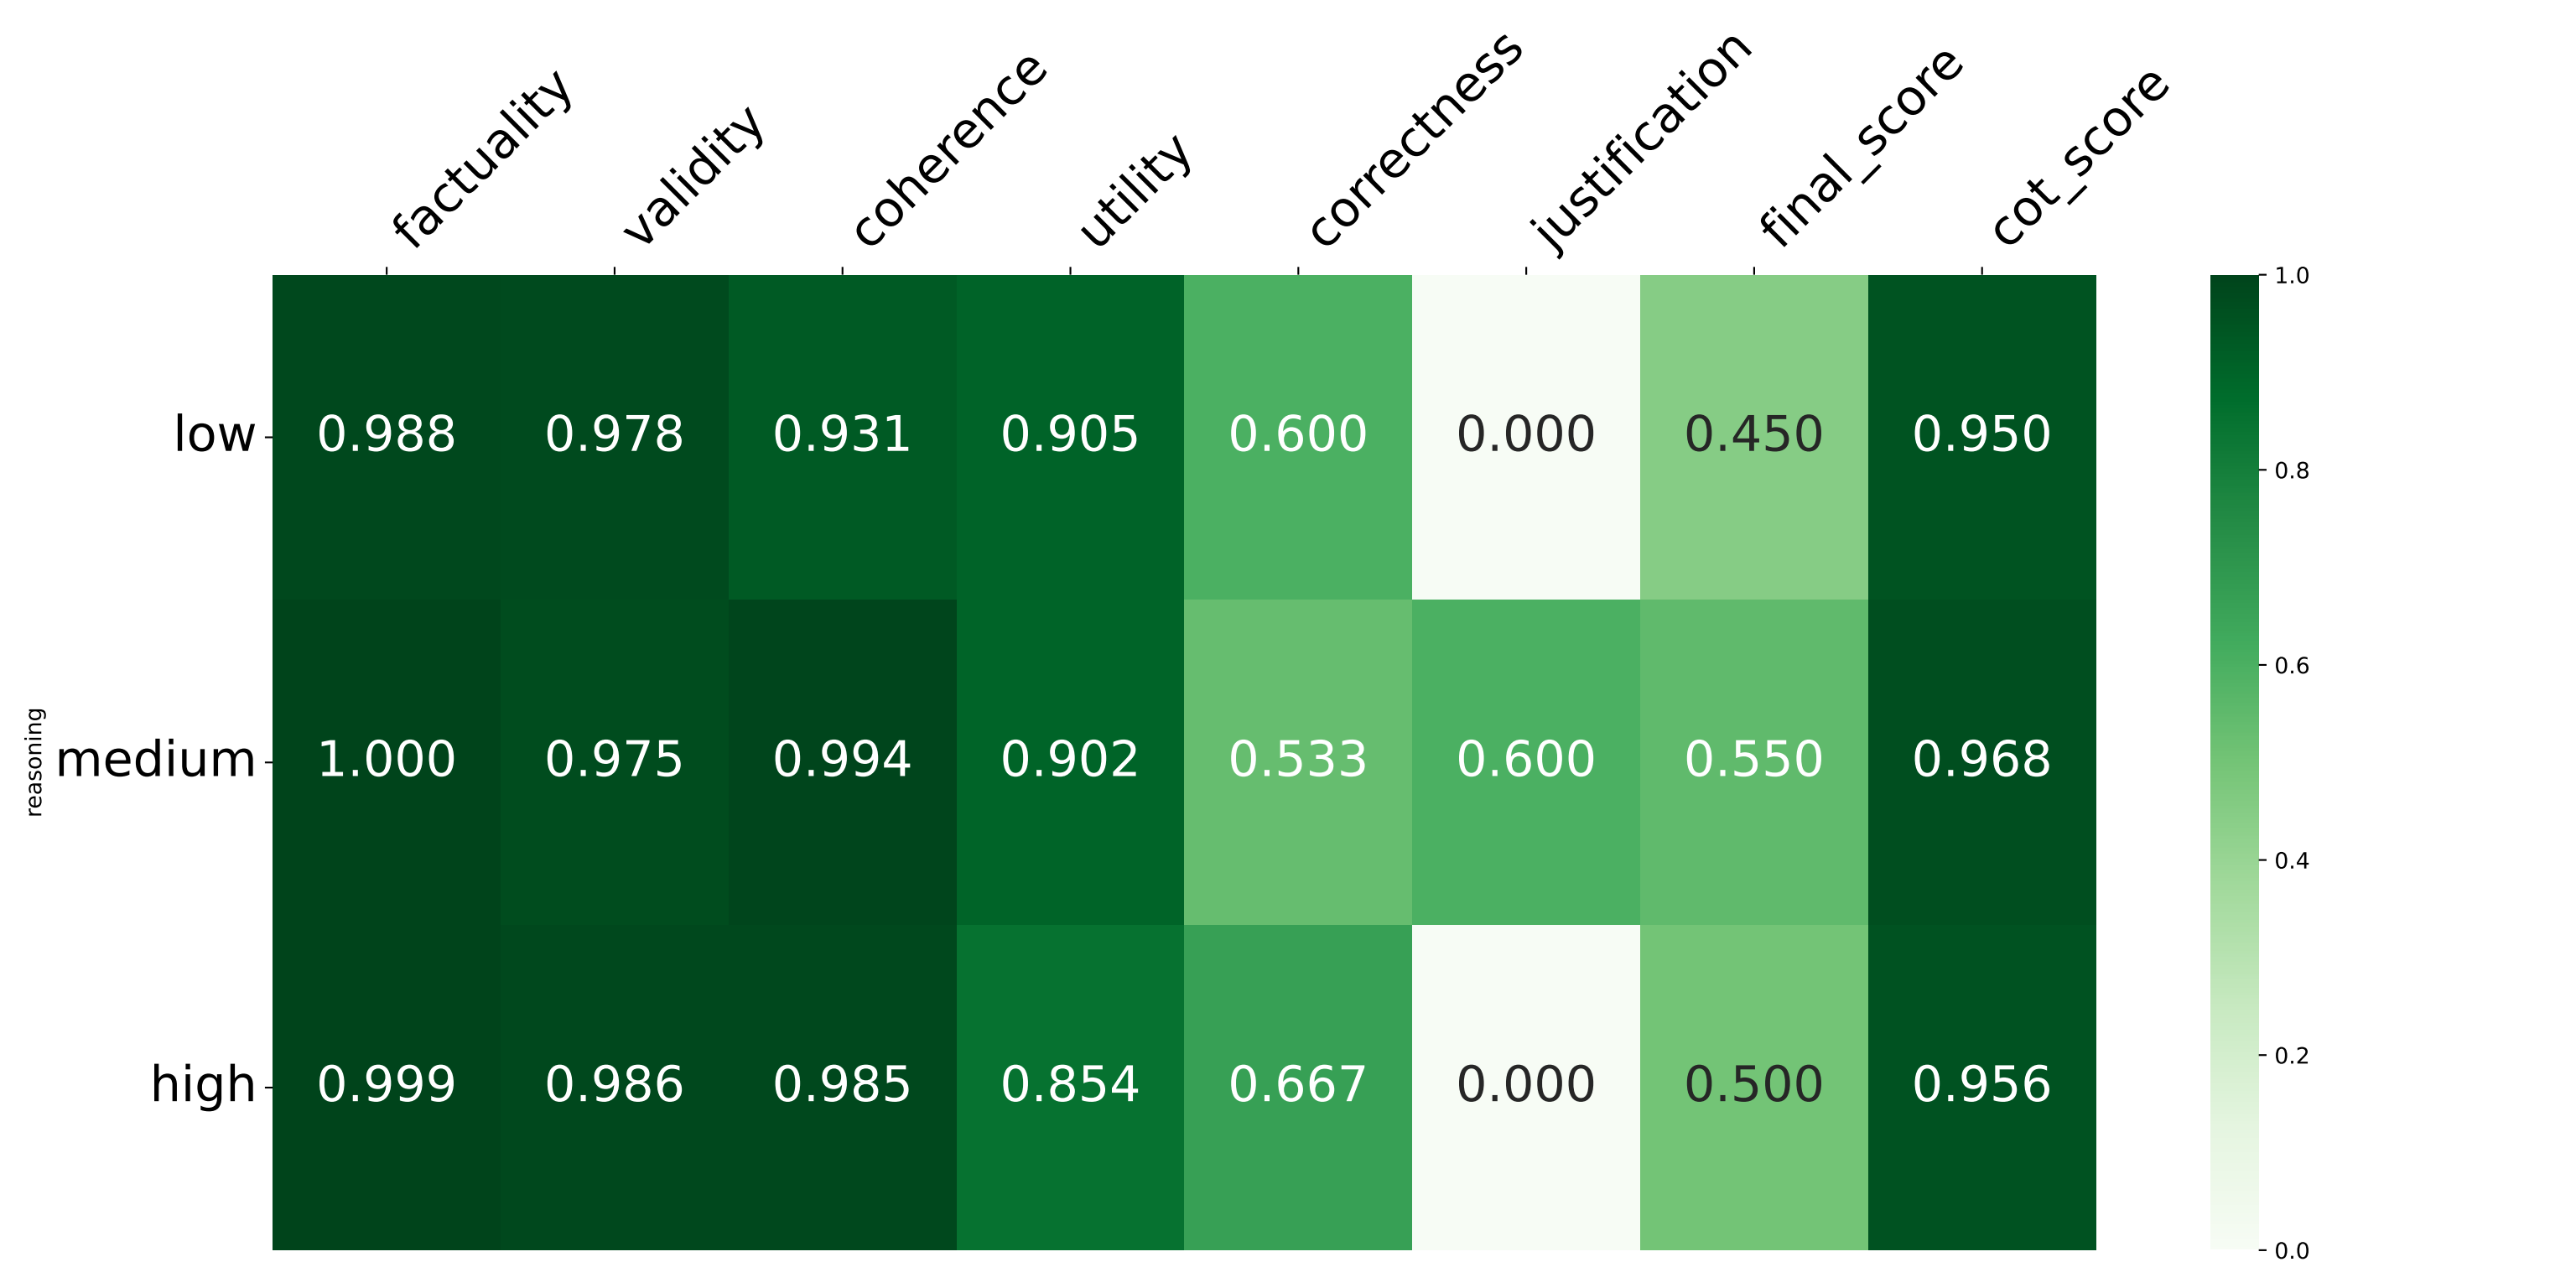 factuality validity coherence utility correctness justification final_score cot_score
reasoning
low 0.988 0.978 0.931 0.905 0.600 0.000 0.450 0.950
medium 1.000 0.975 0.994 0.902 0.533 0.600 0.550 0.968
high 0.999 0.986 0.985 0.854 0.667 0.000 0.500 0.956
1.0
0.8
0.6
0.4
0.2
0.0